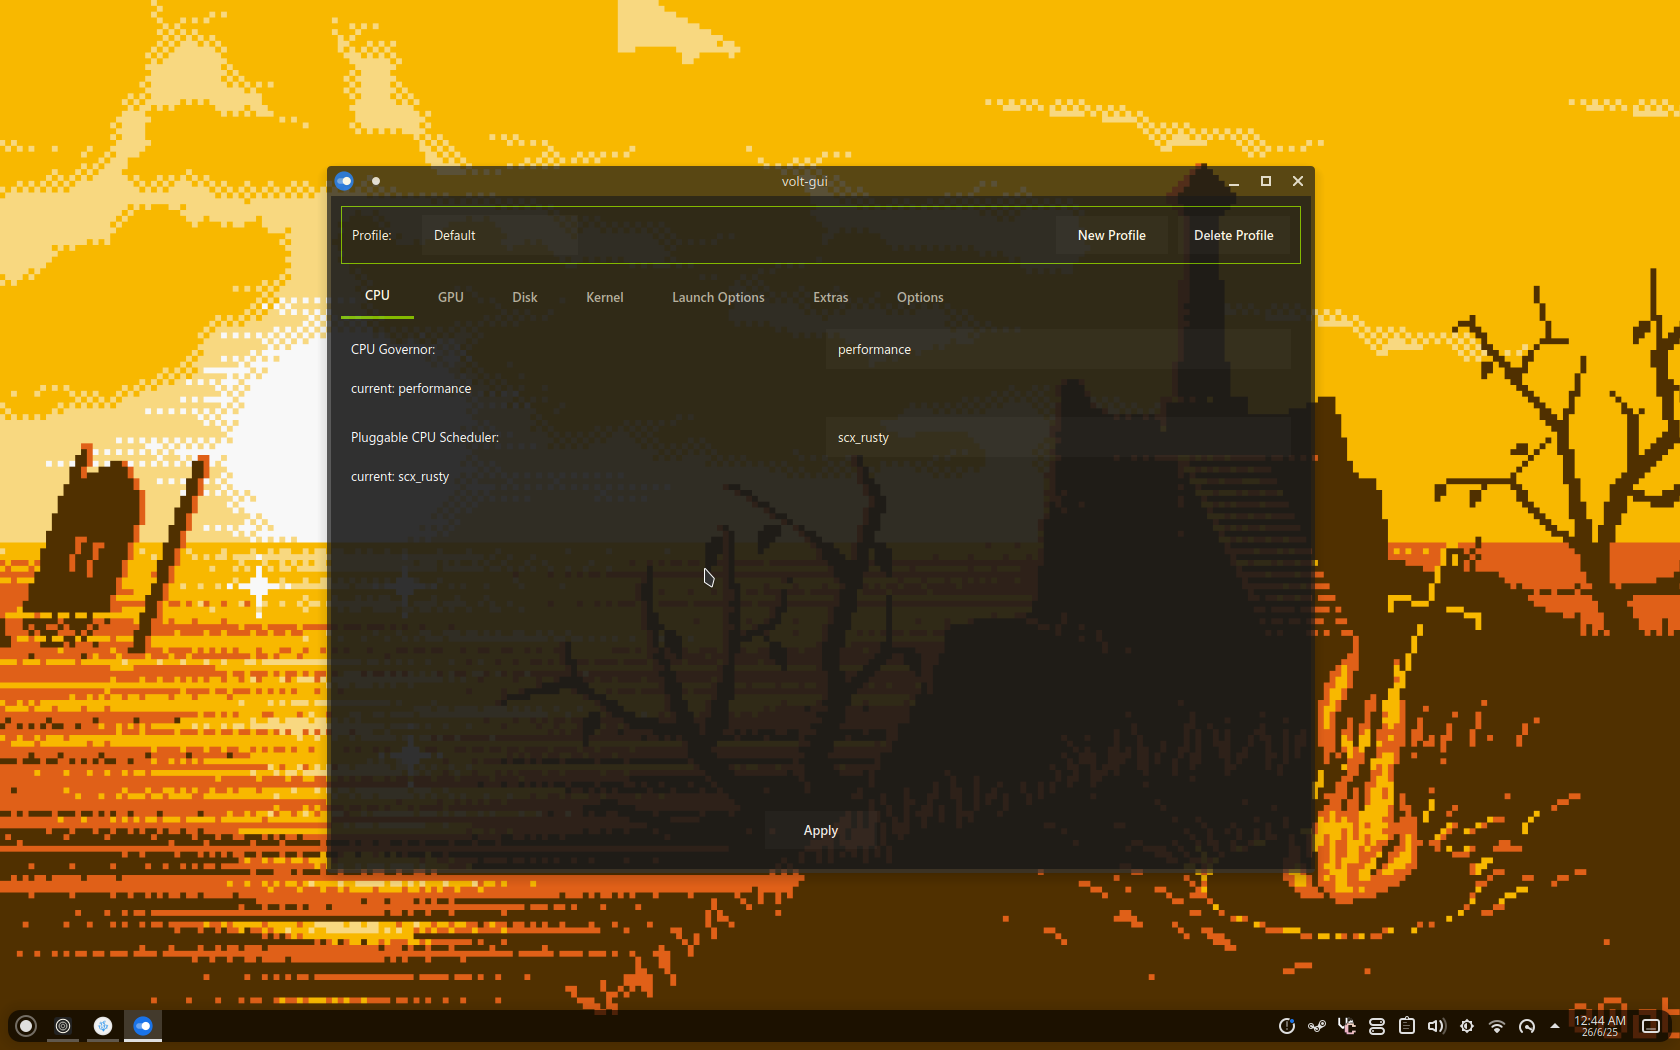 volt-gui
Profile: Default New Profile Delete Profile
CPU GPU Disk Kernel Launch Options Extras Options
CPU Governor: performance
current: performance
Pluggable CPU Scheduler: scx_rusty
current: scx_rusty
Apply
12:44 AM
26/6/25